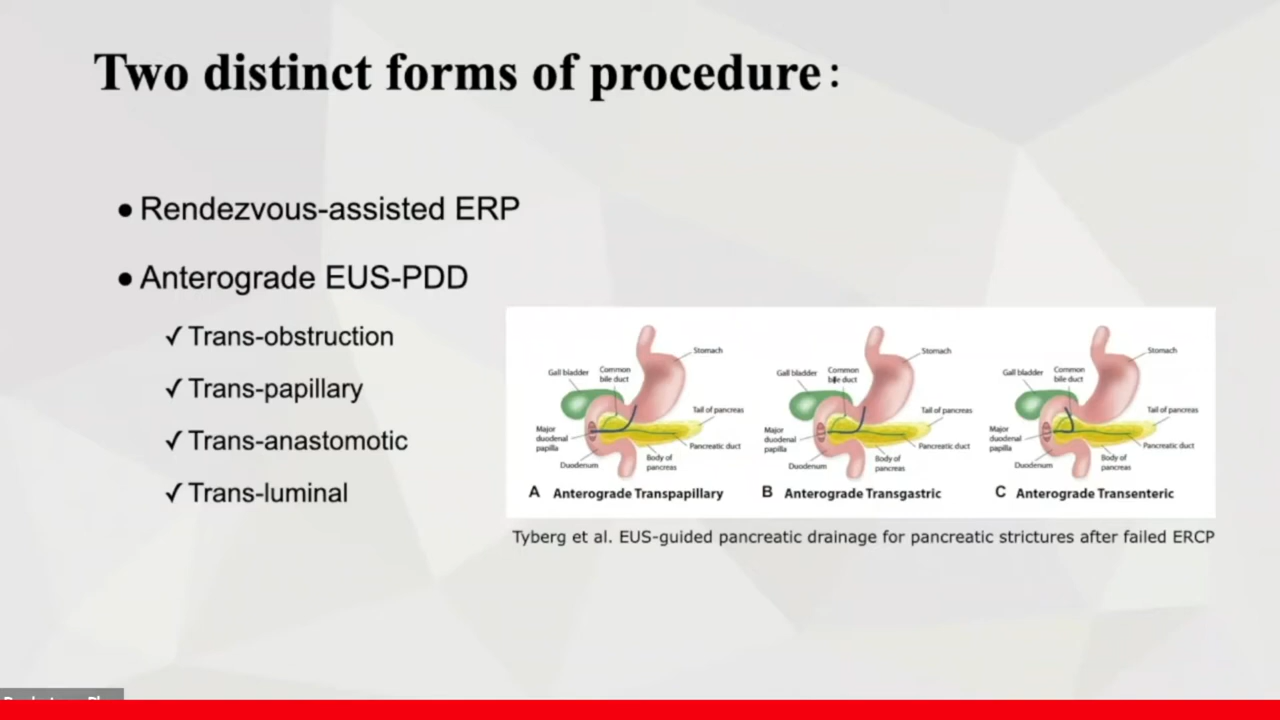 Two distinct forms of procedure:
● Rendezvous-assisted ERP
● Anterograde EUS-PDD
✓ Trans-obstruction
✓ Trans-papillary
✓ Trans-anastomotic
✓ Trans-luminal
Stomach
Gall bladder
Common
bile duct
Tail of pancreas
Major
duodenal
papilla
Pancreatic duct
Duodenum
Body of
pancreas
A Anterograde Transpapillary
Stomach
Gall bladder
Common
bile duct
Tail of pancreas
Major
duodenal
papilla
Pancreatic duct
Duodenum
Body of
pancreas
B Anterograde Transgastric
Stomach
Gall bladder
Common
bile duct
Tail of pancreas
Major
duodenal
papilla
Pancreatic duct
Duodenum
Body of
pancreas
C Anterograde Transenteric
Tyberg et al. EUS-guided pancreatic drainage for pancreatic strictures after failed ERCP